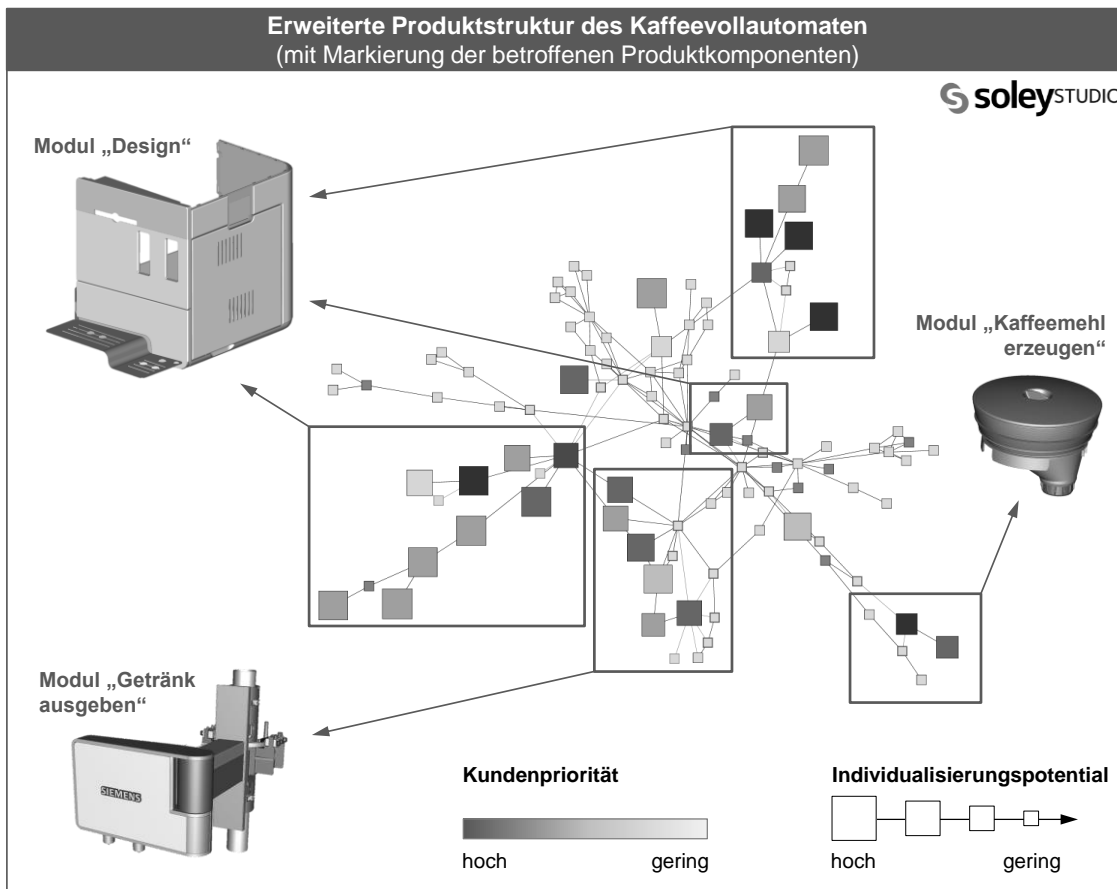 Erweiterte Produktstruktur des Kaffeevollautomaten
(mit Markierung der betroffenen Produktkomponenten)
soleySTUDIO
Modul „Design“
Modul „Kaffeemehl
erzeugen“
Modul „Getränk
ausgeben“
SIEMENS
Kundenpriorität
hoch gering
Individualisierungspotential
hoch gering